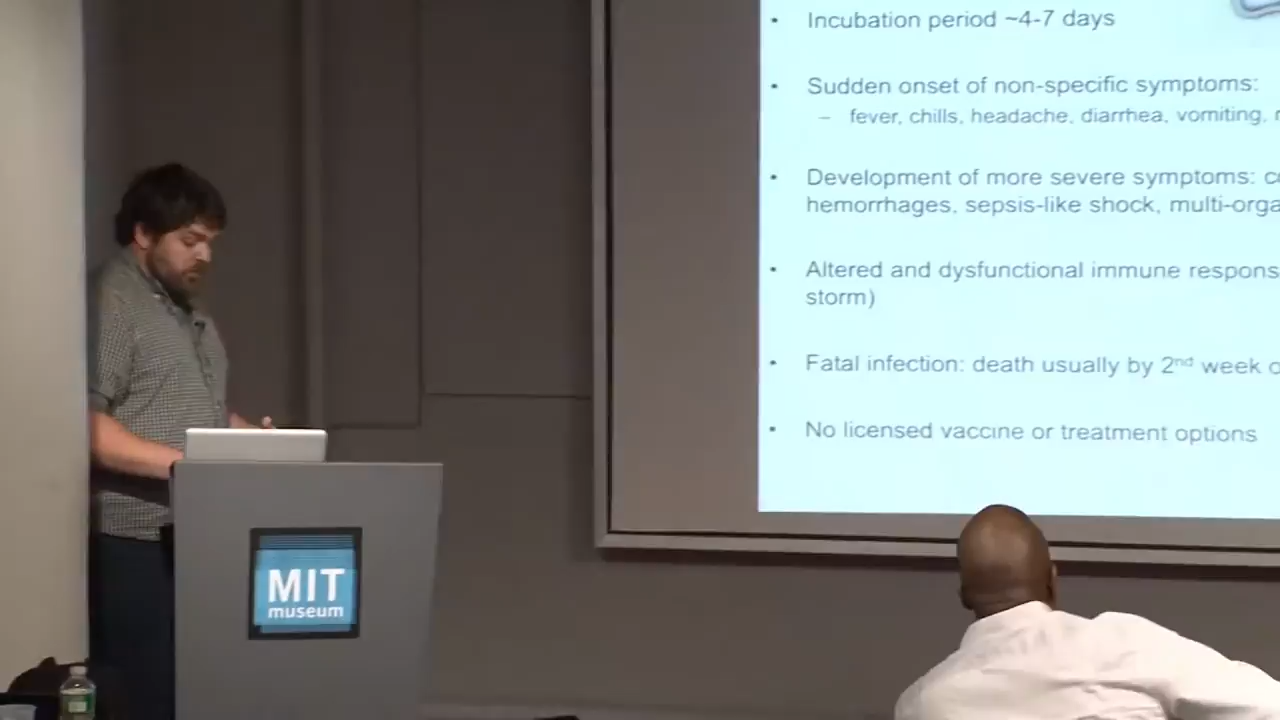 • Incubation period ~4-7 days
• Sudden onset of non-specific symptoms:
– fever, chills, headache, diarrhea, vomiting,
• Development of more severe symptoms:
hemorrhages, sepsis-like shock,
• Altered and dysfunctional immune
storm)
• Fatal infection: death usually by 2nd week
• No licensed vaccine or treatment options
MIT
museum